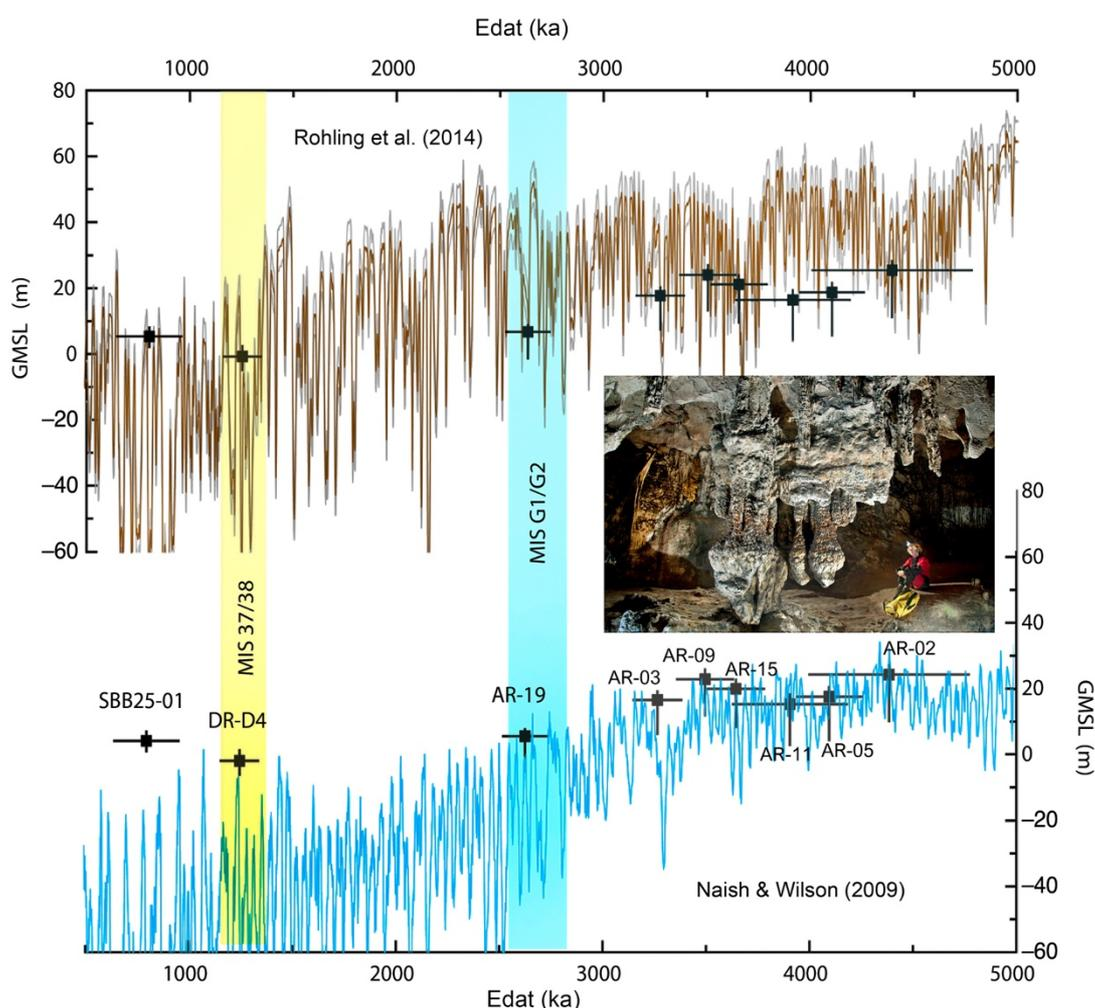 Edat (ka)
1000 2000 3000 4000 5000
80
60
40
20
0
–20
–40
–60
GMSL (m)
Rohling et al. (2014)
MIS 37/38
MIS G1/G2
80
60
40
20
0
–20
–40
–60
GMSL (m)
SBB25-01
DR-D4
AR-19
AR-03
AR-09
AR-15
AR-02
AR-11
AR-05
Naish & Wilson (2009)
1000 2000 3000 4000 5000
Edat (ka)